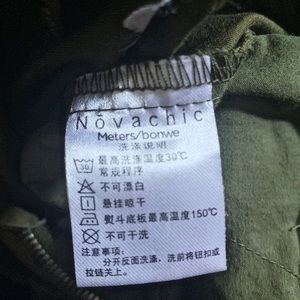 Nōvachic
Meters/bonwe
洗涤说明
30 最高洗涤温度30℃
常规程序
不可漂白
悬挂晾干
熨斗底板最高温度150℃
不可干洗
注意事项:
分开反面洗涤，洗前将钮扣或
拉链关上。